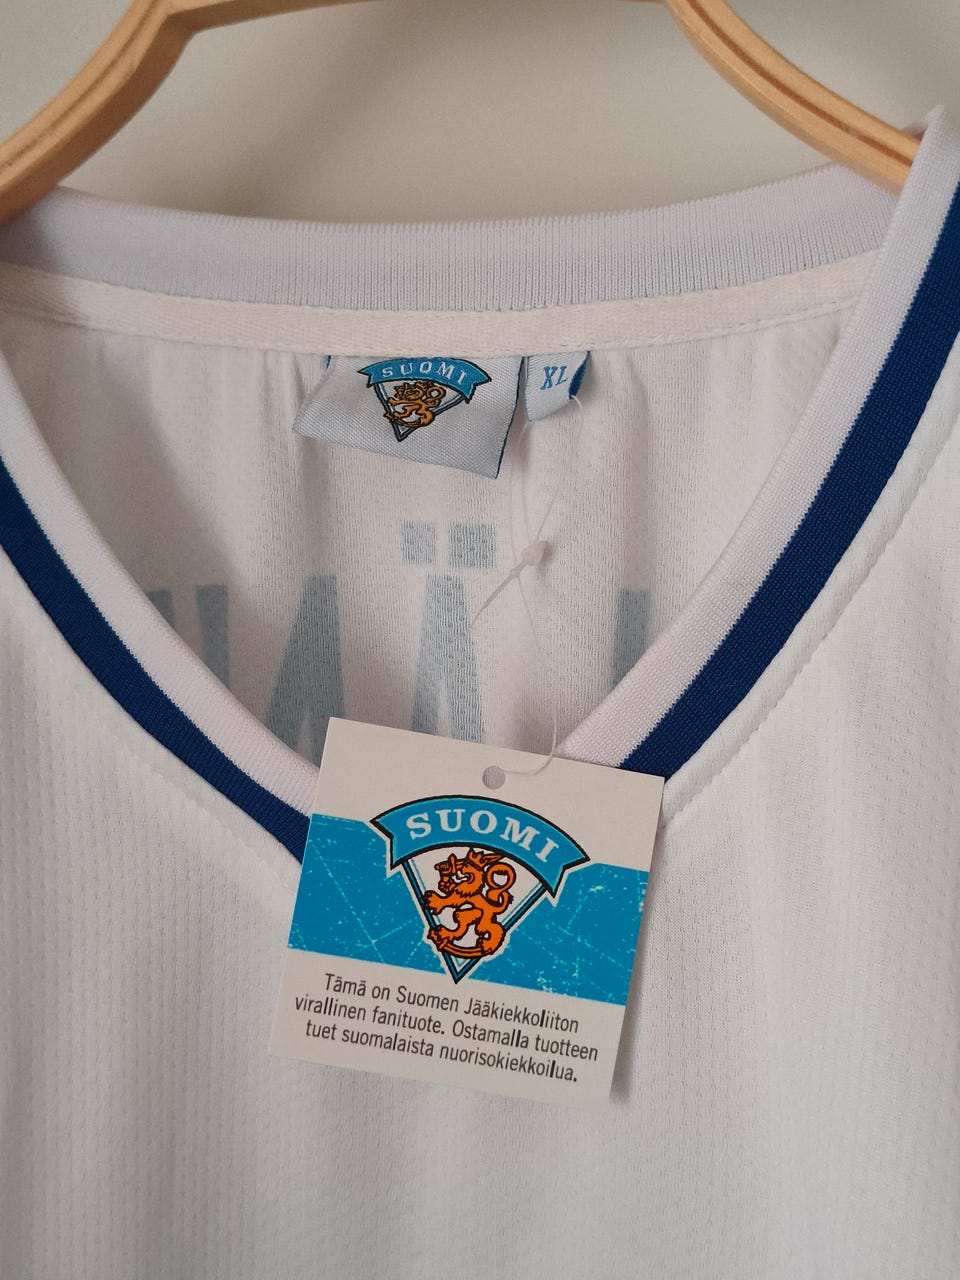 SUOMI
XL
SUOMI
Tämä on Suomen Jääkiekkoliiton
virallinen fanituote. Ostamalla tuotteen
tuet suomalaista nuorisokiekkoilua.